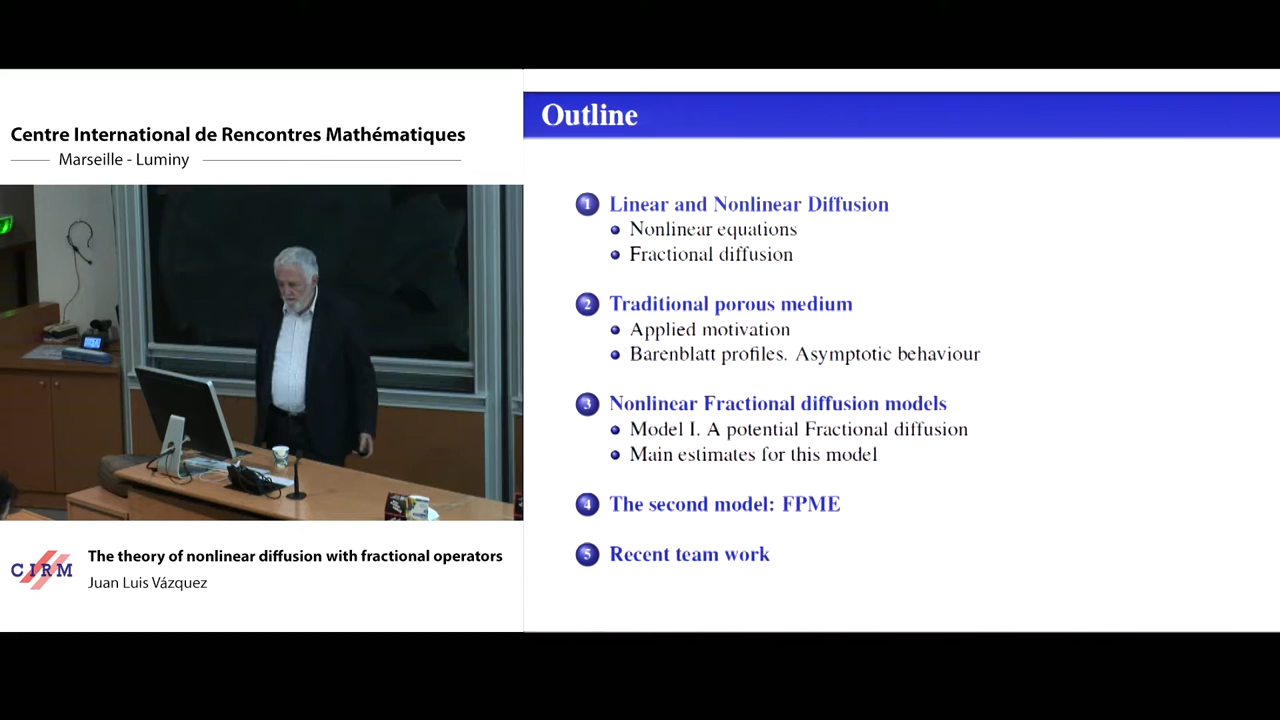 Centre International de Rencontres Mathématiques
Marseille - Luminy
CIRM
The theory of nonlinear diffusion with fractional operators
Juan Luis Vázquez
Outline
1 Linear and Nonlinear Diffusion
Nonlinear equations
Fractional diffusion
2 Traditional porous medium
Applied motivation
Barenblatt profiles. Asymptotic behaviour
3 Nonlinear Fractional diffusion models
Model I. A potential Fractional diffusion
Main estimates for this model
4 The second model: FPME
5 Recent team work